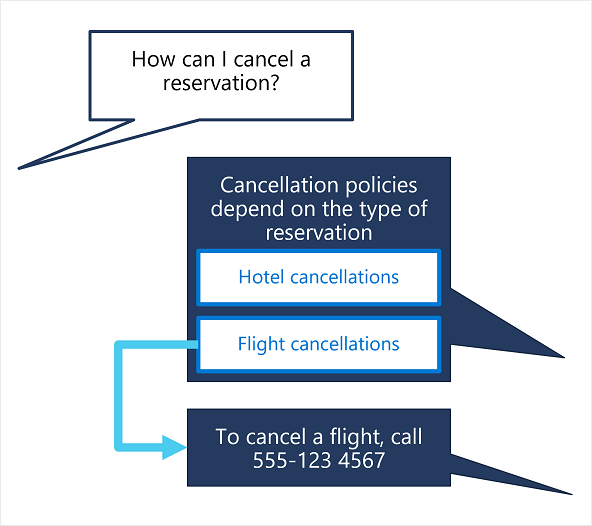 How can I cancel a
reservation?
Cancellation policies
depend on the type of
reservation
Hotel cancellations
Flight cancellations
To cancel a flight, call
555-123 4567